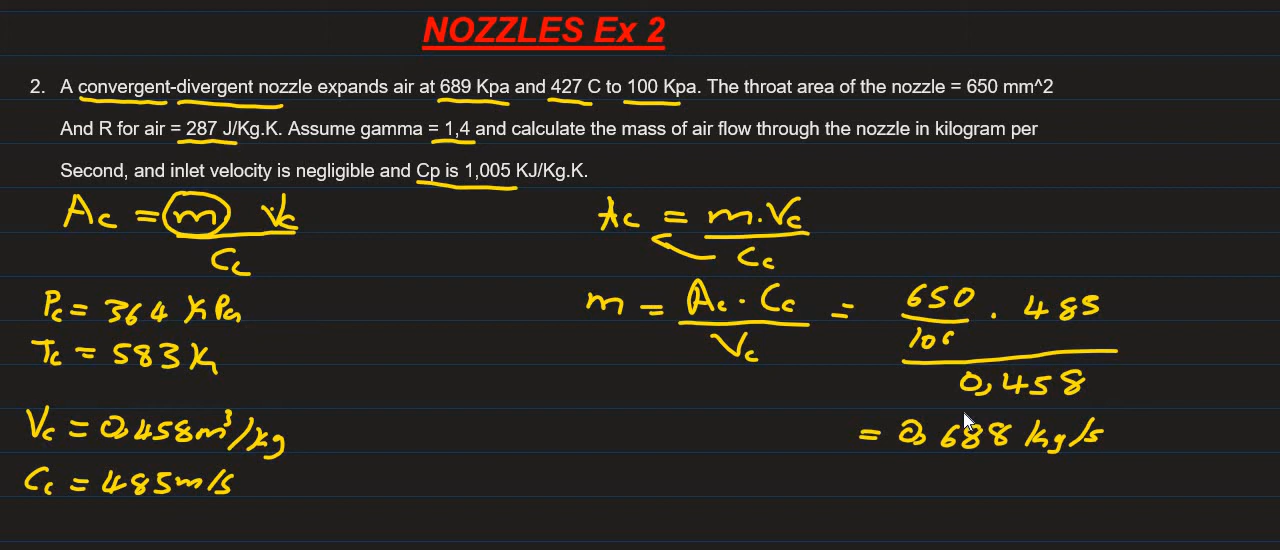 NOZZLES Ex 2
2. A convergent-divergent nozzle expands air at 689 Kpa and 427 C to 100 Kpa. The throat area of the nozzle = 650 mm^2
And R for air = 287 J/Kg.K. Assume gamma = 1,4 and calculate the mass of air flow through the nozzle in kilogram per
Second, and inlet velocity is negligible and Cp is 1,005 KJ/Kg.K.
Ac = m Vc
Cc
Pc = 364 KPa
Tc = 583 K
Vc = 0,458 m³/kg
Cc = 485 m/s
Ac = m.Vc
Cc
m = Ac · Cc = 650 . 485
Vc 10⁶
0,458
= 0,688 kg/s